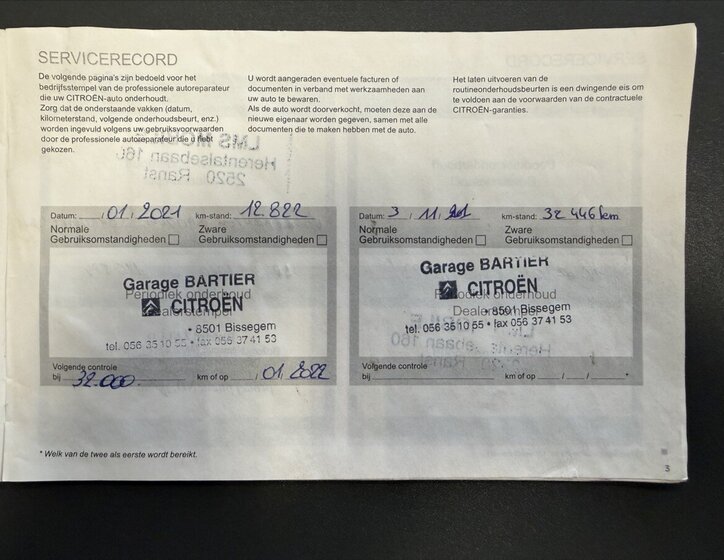 SERVICERECORD
De volgende pagina's zijn bedoeld voor het
bedrijfsstempel van de professionele autoreparateur
die uw CITROËN-auto onderhoudt.
Zorg dat de onderstaande vakken (datum,
kilometerstand, volgende onderhoudsbeurt, enz.)
worden ingevuld volgens uw gebruiksvoorwaarden
door de professionele autoreparateur die u hebt
gekozen.
U wordt aangeraden eventuele facturen of
documenten in verband met werkzaamheden aan
uw auto te bewaren.
Als de auto wordt doorverkocht, moeten deze aan de
nieuwe eigenaar worden gegeven, samen met alle
documenten die te maken hebben met de auto.
Het laten uitvoeren van de
routineonderhoudsbeurten is een dwingende eis om
te voldoen aan de voorwaarden van de contractuele
CITROËN-garanties.
LMS
Herentalsebaan 160
2520 Ranst
Datum: / 01 / 2021 km-stand: 12.822
Normale Gebruiksomstandigheden
Zware Gebruiksomstandigheden
Garage BARTIER
Periodiek onderhoud
CITROËN
Dealerstempel
• 8501 Bissegem
tel. 056 35 10 55 • fax 056 37 41 53
Volgende controle
bij 32.000 km of op / 01 / 2022
Datum: 3 / 11 / 21 km-stand: 32 446 km
Normale Gebruiksomstandigheden
Zware Gebruiksomstandigheden
Garage BARTIER
Periodiek onderhoud
CITROËN
Dealerstempel
• 8501 Bissegem
tel. 056 35 10 55 • fax 056 37 41 53
Volgende controle
bij km of op / / *
* Welk van de twee als eerste wordt bereikt.
3